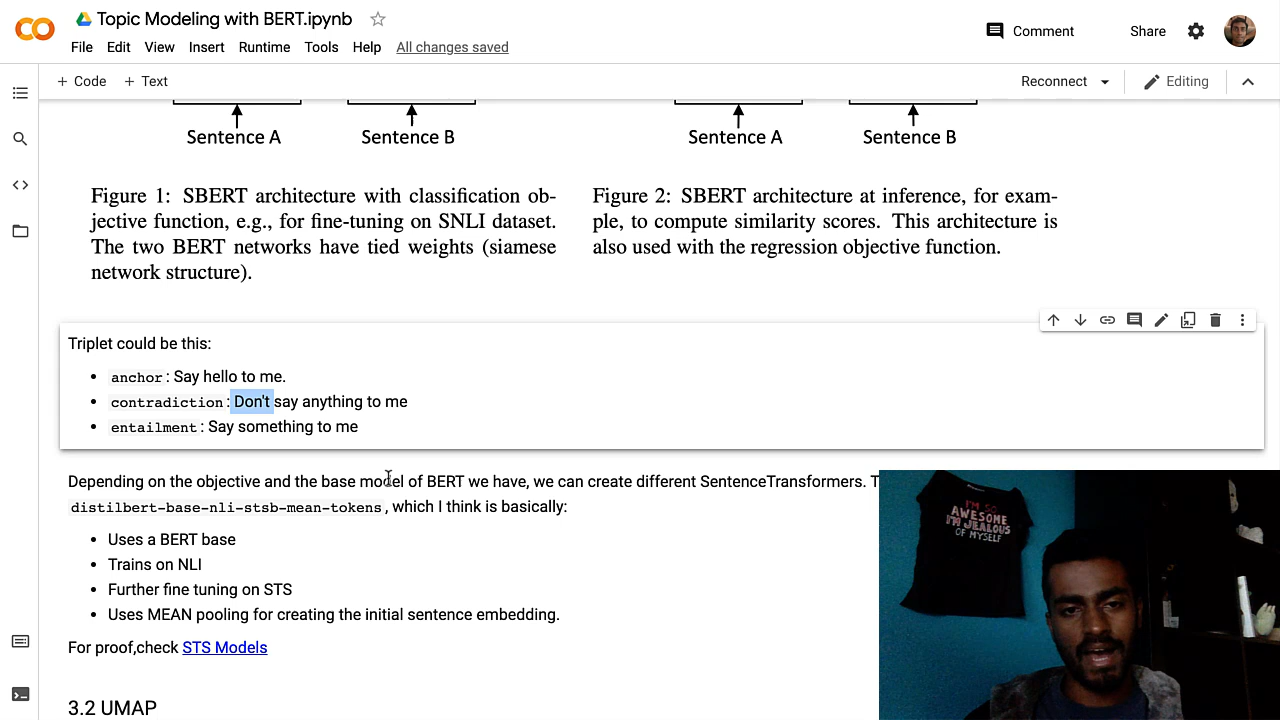 Topic Modeling with BERT.ipynb
File Edit View Insert Runtime Tools Help All changes saved
Comment
Share
+ Code + Text
Reconnect
Editing
Sentence A
Sentence B
Sentence A
Sentence B
Figure 1: SBERT architecture with classification ob-
jective function, e.g., for fine-tuning on SNLI dataset.
The two BERT networks have tied weights (siamese
network structure).
Figure 2: SBERT architecture at inference, for exam-
ple, to compute similarity scores. This architecture is
also used with the regression objective function.
Triplet could be this:
• anchor: Say hello to me.
• contradiction: Don't say anything to me
• entailment: Say something to me
Depending on the objective and the base model of BERT we have, we can create different SentenceTransformers.
distilbert-base-nli-stsb-mean-tokens, which I think is basically:
• Uses a BERT base
• Trains on NLI
• Further fine tuning on STS
• Uses MEAN pooling for creating the initial sentence embedding.
For proof,check STS Models
3.2 UMAP
I'M SO
AWESOME
I'M JEALOUS
OF MYSELF